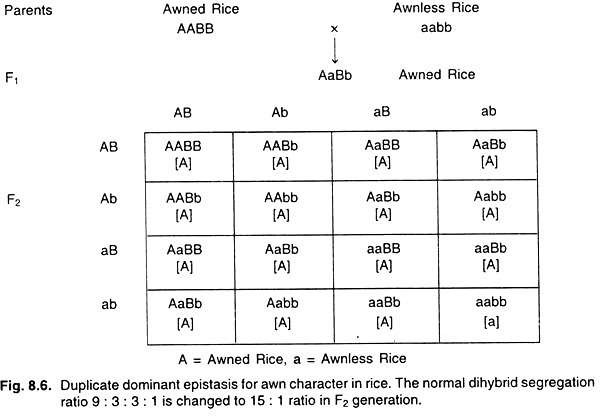 Parents Awned Rice Awnless Rice
AABB × aabb
F₁ AaBb Awned Rice
AB Ab aB ab
AB AABB AABb AaBB AaBb
[A] [A] [A] [A]
F₂ Ab AABb AAbb AaBb Aabb
[A] [A] [A] [A]
aB AaBB AaBb aaBB aaBb
[A] [A] [A] [A]
ab AaBb Aabb aaBb aabb
[A] [A] [A] [a]
A = Awned Rice, a = Awnless Rice
Fig. 8.6. Duplicate dominant epistasis for awn character in rice. The normal dihybrid segregation
ratio 9 : 3 : 3 : 1 is changed to 15 : 1 ratio in F₂ generation.